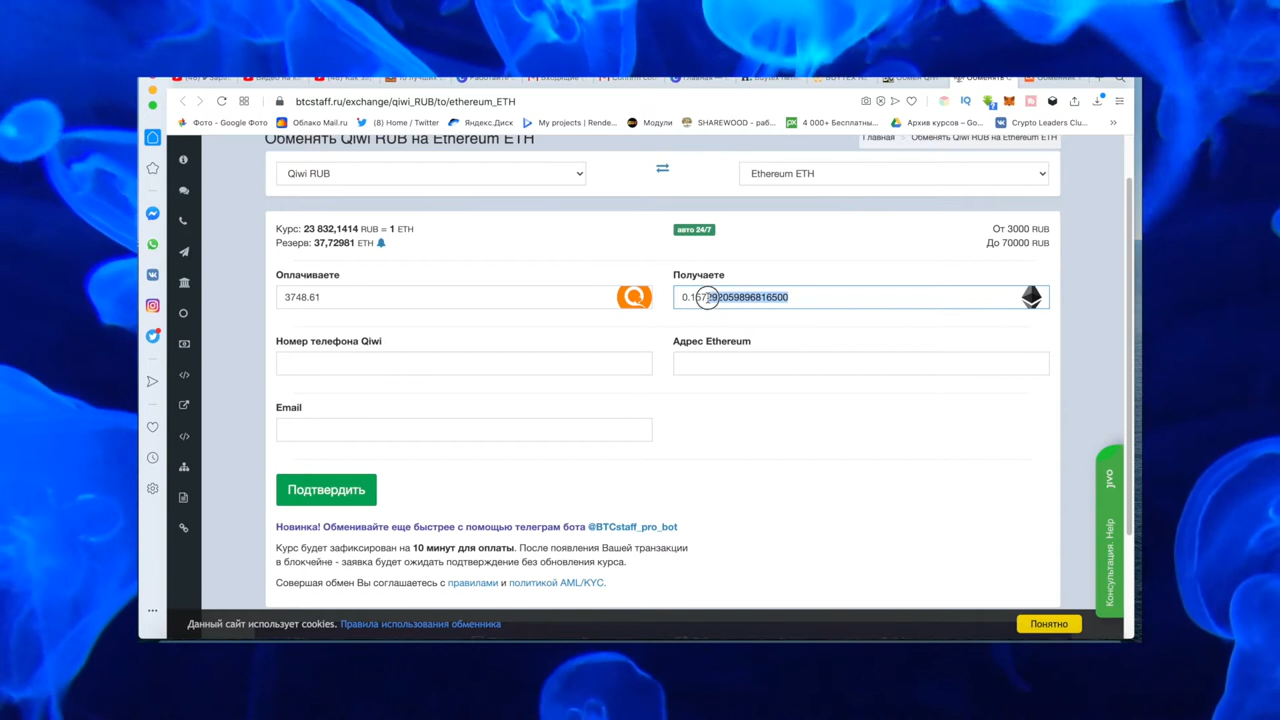 btcstaff.ru/exchange/qiwi_RUB/to/ethereum_ETH
Фото - Google Фото
Облако Mail.ru
(8) Home / Twitter
Яндекс.Диск
My projects | Rende...
Модули
SHAREWOOD - раб...
4 000+ Бесплатны...
Архив курсов – Go...
Crypto Leaders Clu...
»
Обменять Qiwi RUB на Ethereum ETH
Главная > Обменять Qiwi RUB на Ethereum ETH
Qiwi RUB
Ethereum ETH
Курс: 23 832,1414 RUB = 1 ETH
авто 24/7
От 3000 RUB
Резерв: 37,72981 ETH
До 70000 RUB
Оплачиваете
Получаете
3748.61
0.157292059896816500
Номер телефона Qiwi
Адрес Ethereum
Email
Подтвердить
Новинка! Обменивайте еще быстрее с помощью телеграм бота @BTCstaff_pro_bot
Курс будет зафиксирован на 10 минут для оплаты. После появления Вашей транзакции
в блокчейне - заявка будет ожидать подтверждение без обновления курса.
Совершая обмен Вы соглашаетесь с правилами и политикой AML/KYC.
Консультация. Help JIVO
Данный сайт использует cookies. Правила использования обменника
Понятно